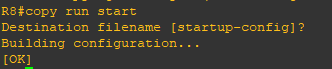 R8#copy run start
Destination filename [startup-config]?
Building configuration...
[OK]